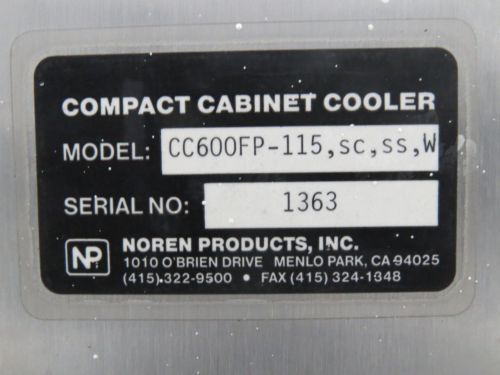 COMPACT CABINET COOLER
MODEL: CC600FP-115,sc,ss,W
SERIAL NO: 1363
NP NOREN PRODUCTS, INC.
1010 O'BRIEN DRIVE MENLO PARK, CA 94025
(415)-322-9500 • FAX (415) 324-1348